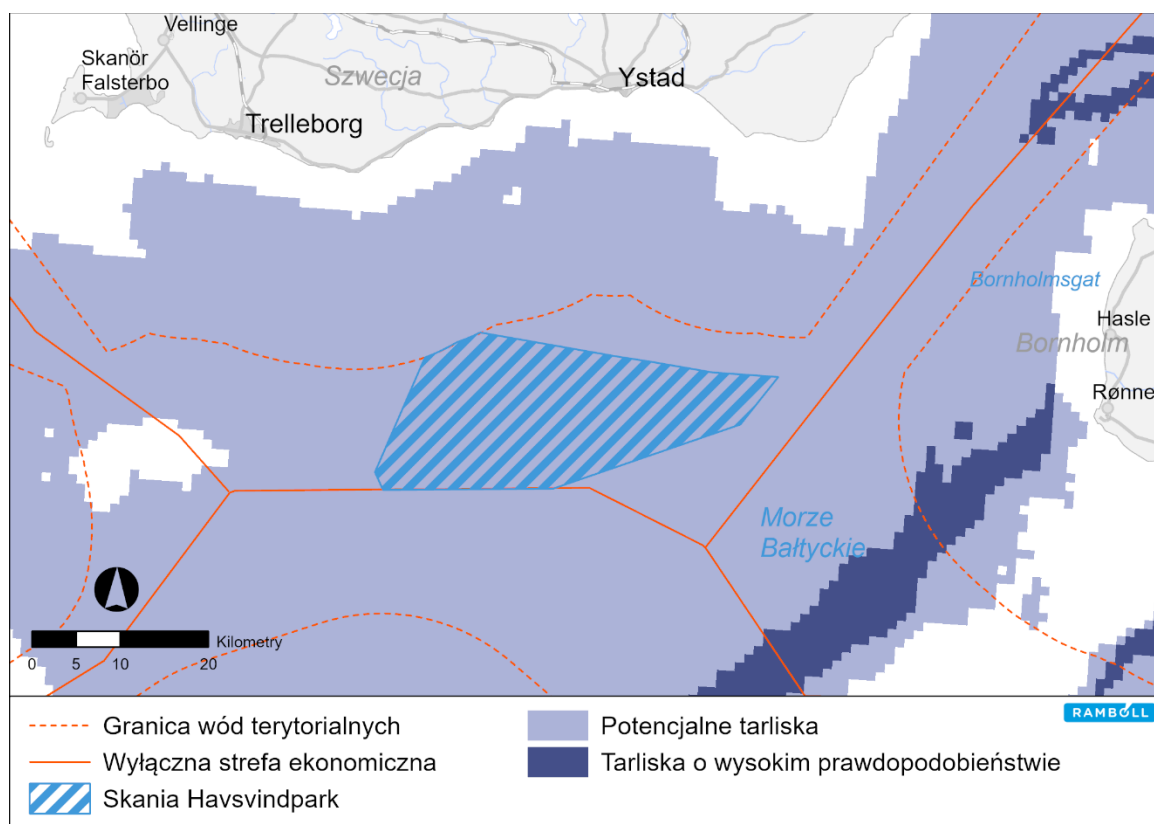 Vellinge
Skanör
Falsterbo
Szwecja
Ystad
Trelleborg
Bornholmsgat
Hasle
Bornholm
Rønne
Morze
Bałtyckie
Kilometry
0 5 10 20
Granica wód terytorialnych
Wyłączna strefa ekonomiczna
Skania Havsvindpark
Potencjalne tarliska
Tarliska o wysokim prawdopodobieństwie
RAMBOLL